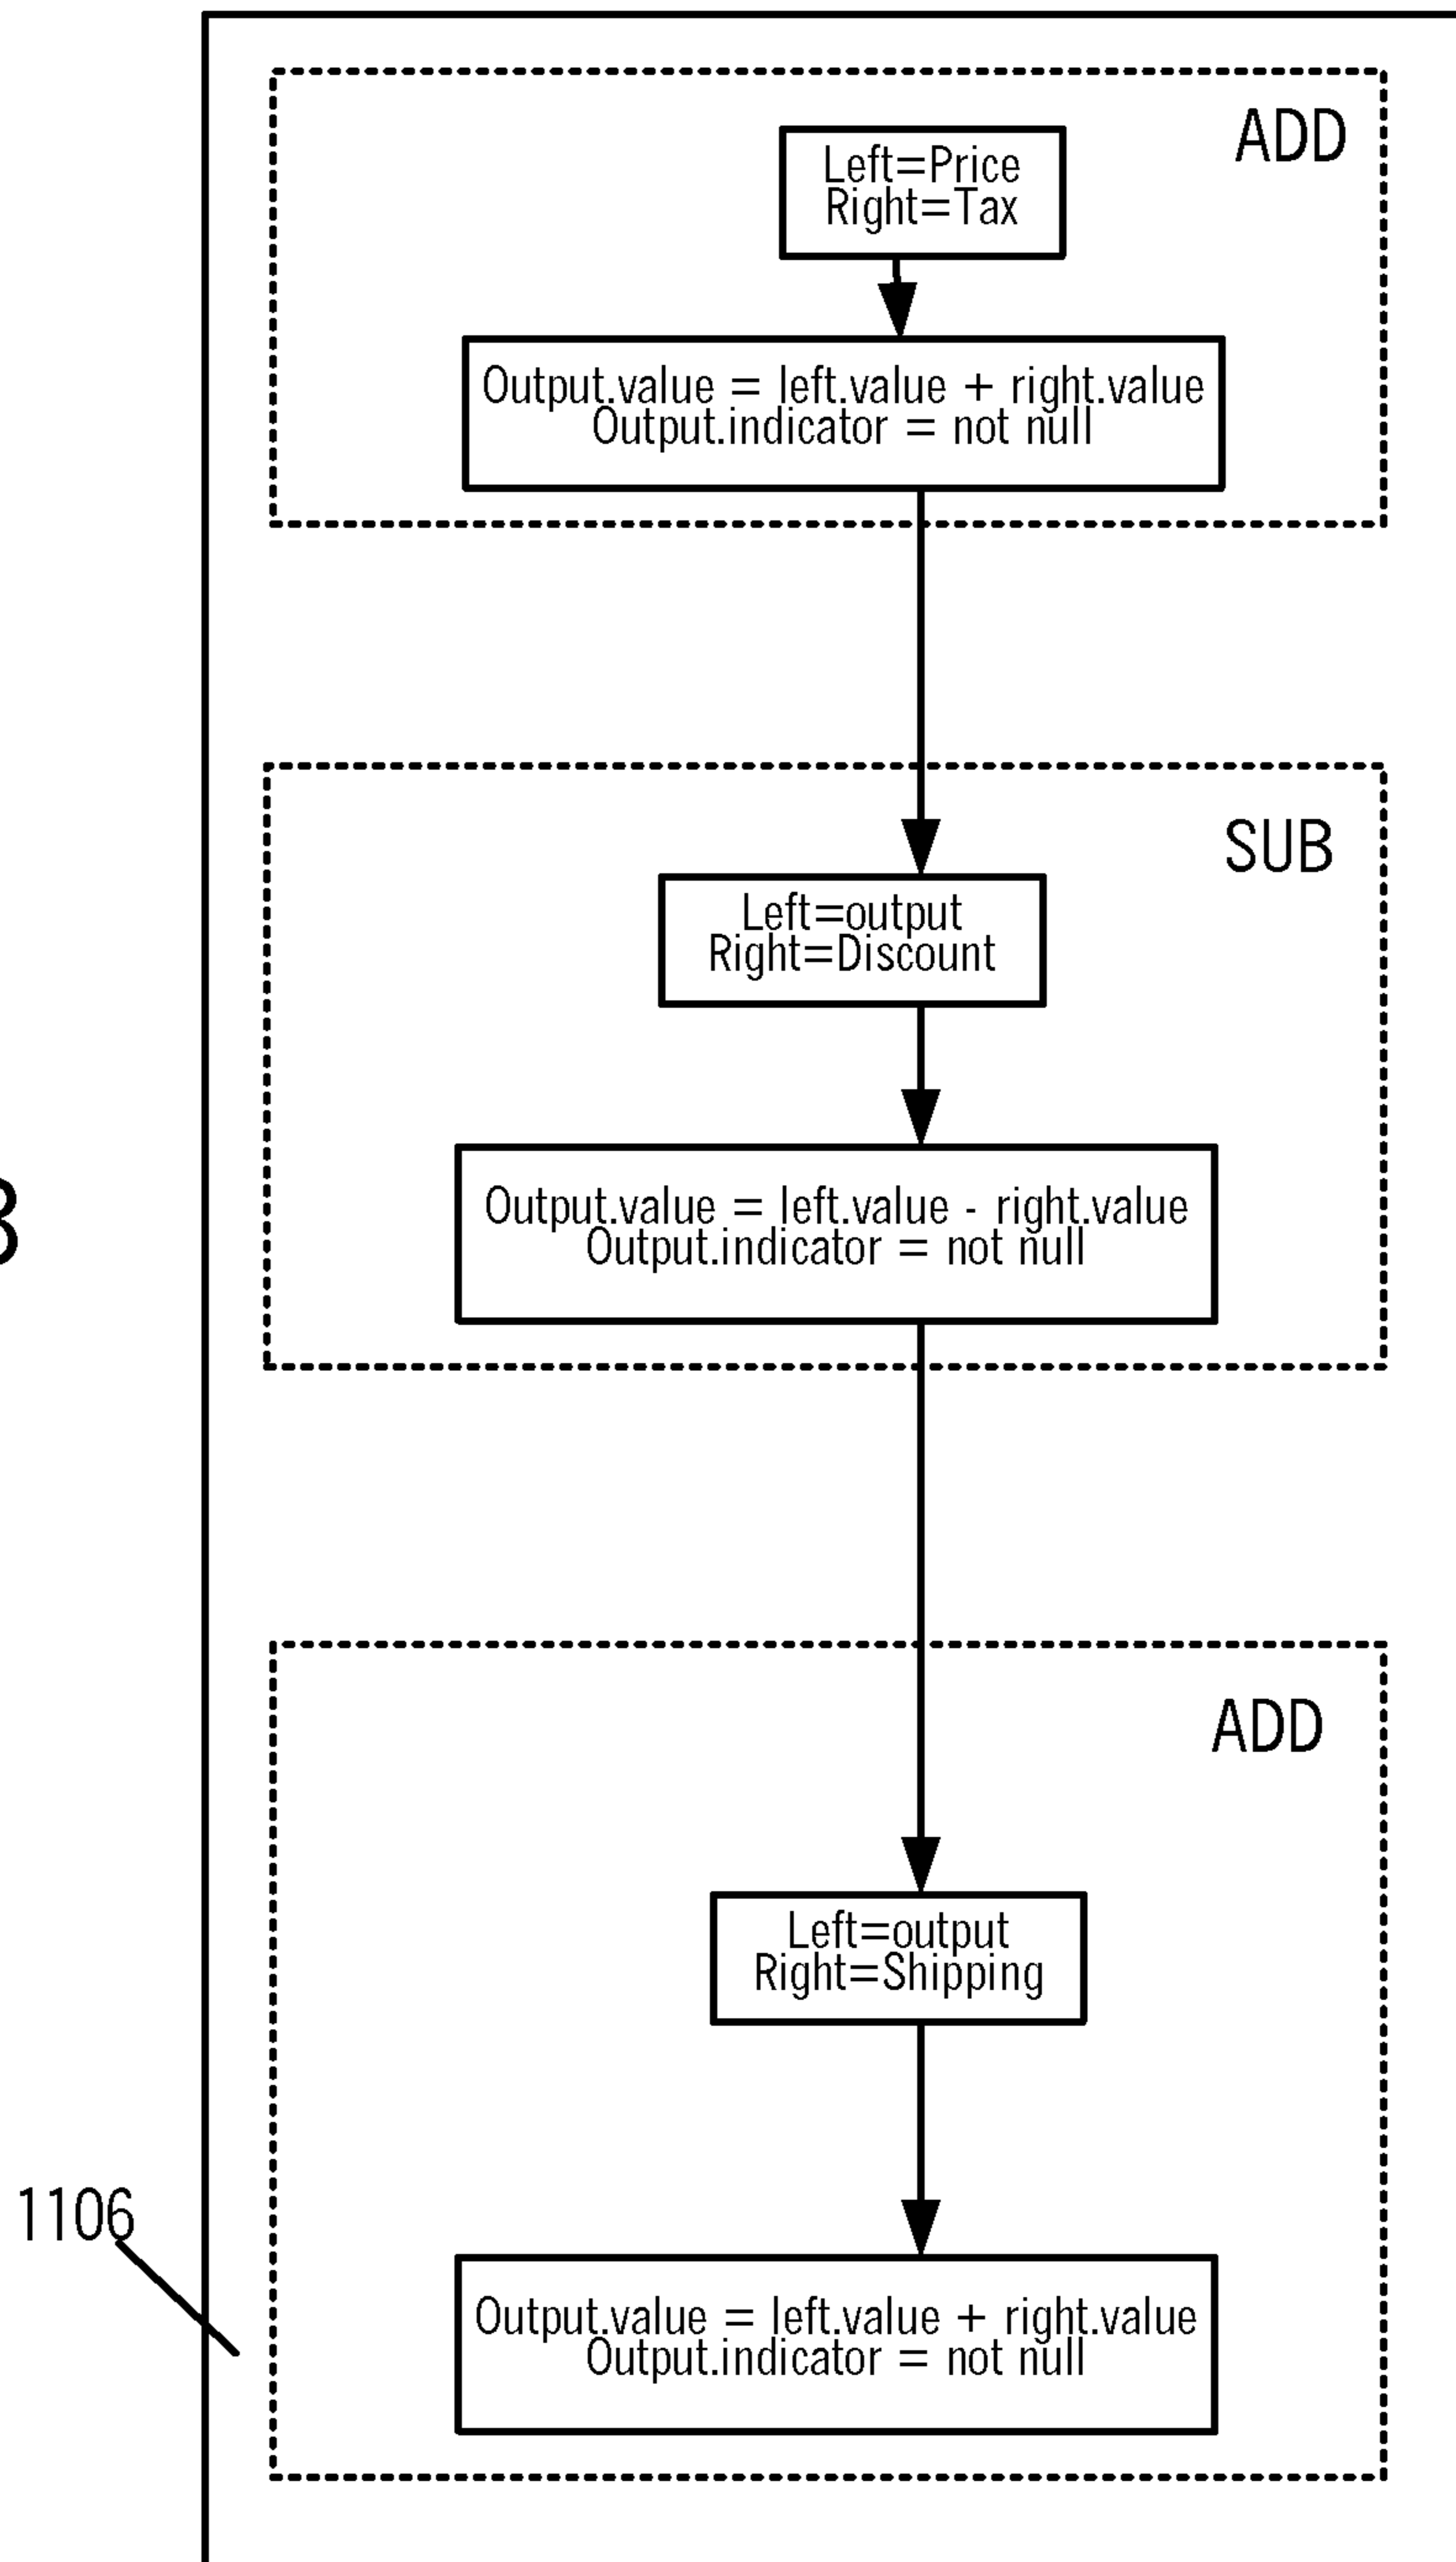 ADD
Left=Price
Right=Tax
Output.value = left.value + right.value
Output.indicator = not null
SUB
Left=output
Right=Discount
Output.value = left.value - right.value
Output.indicator = not null
ADD
Left=output
Right=Shipping
1106
Output.value = left.value + right.value
Output.indicator = not null